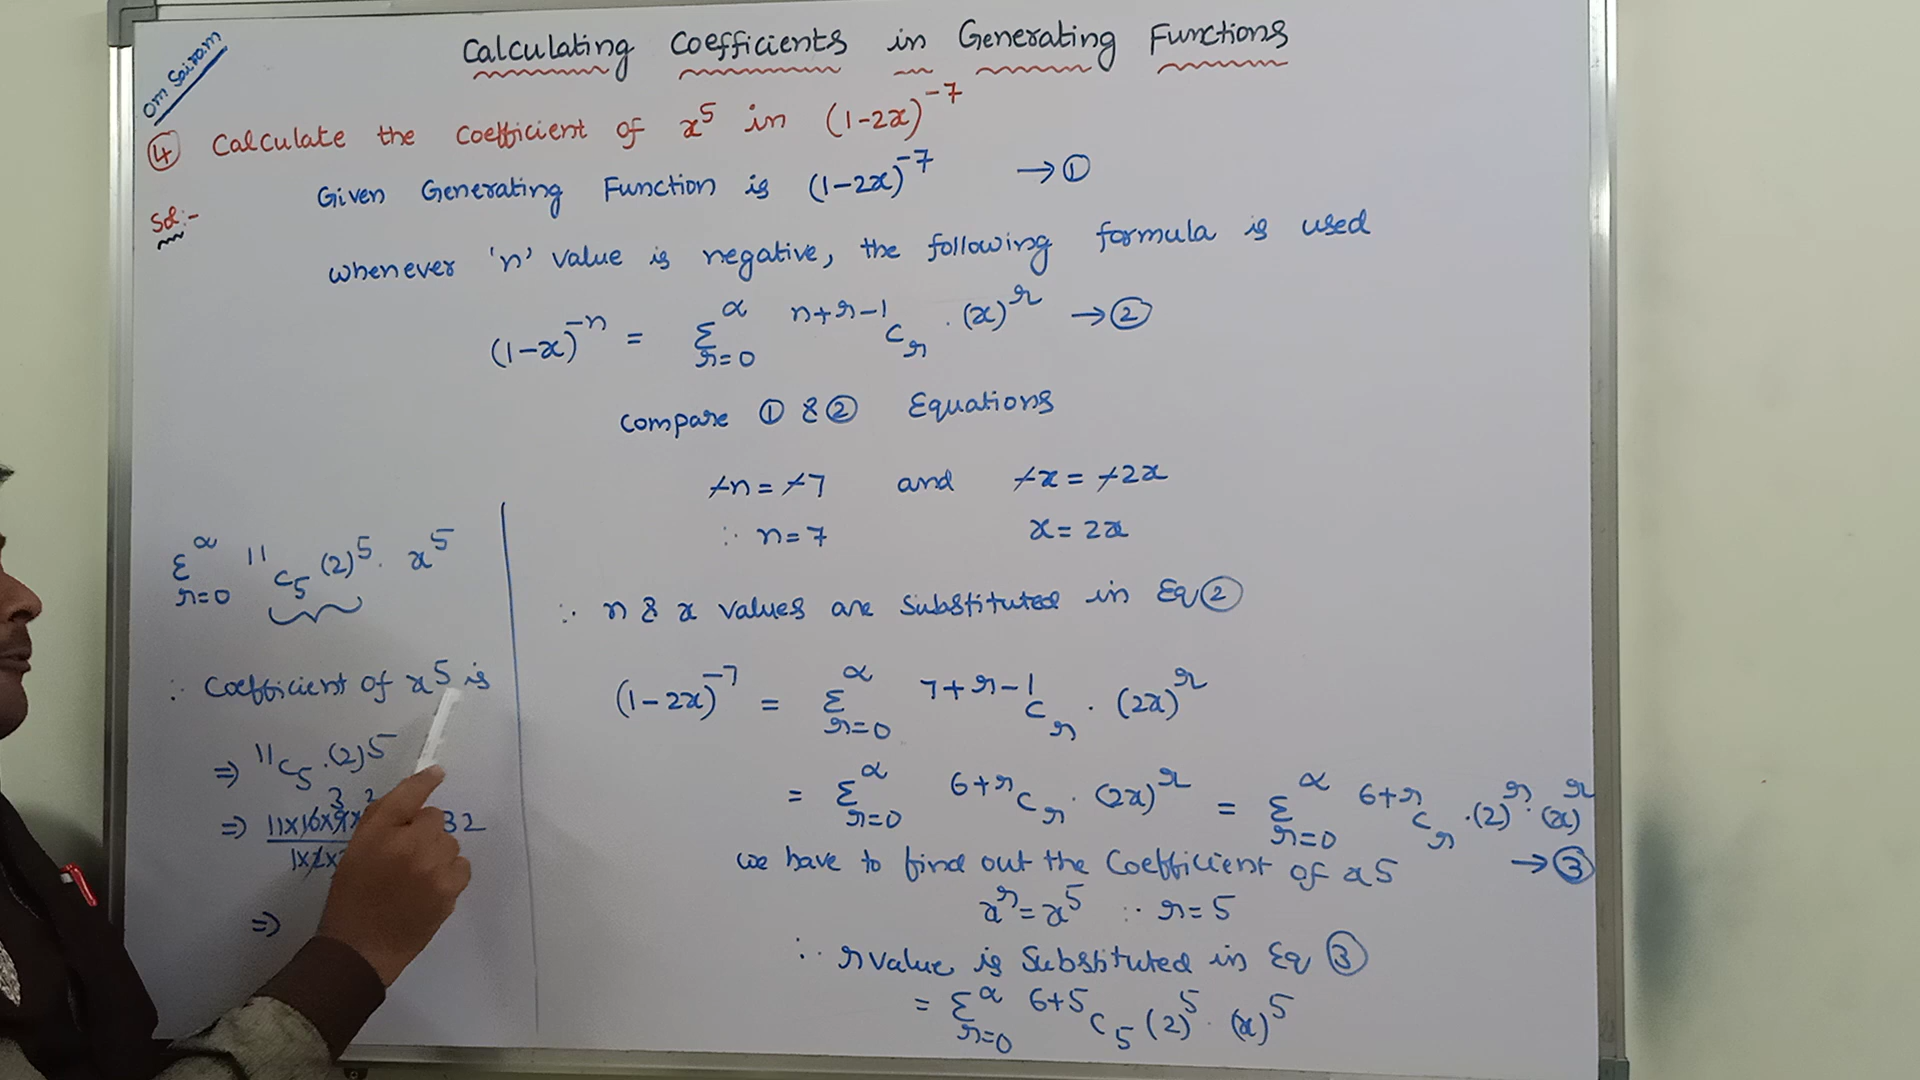 Om Sairam
Calculating Coefficients in Generating Functions
④ Calculate the Coefficient of x⁵ in (1-2x)⁻⁷
Sol:- Given Generating Function is (1-2x)⁻⁷ → ①
whenever 'n' value is negative, the following formula is used
(1-x)⁻ⁿ = Σ_{r=0}^{α} ^{n+r-1}C_r . (x)^r → ②
Compare ① & ② Equations
-n = -7 and -x = -2x
∴ n = 7 x = 2x
∴ n & x values are Substituted in Eq ②
(1-2x)⁻⁷ = Σ_{r=0}^{α} ^{7+r-1}C_r . (2x)^r
= Σ_{r=0}^{α} ^{6+r}C_r . (2x)^r = Σ_{r=0}^{α} ^{6+r}C_r . (2)^r . (x)^r
we have to find out the Coefficient of x5 → ③
x^r = x⁵ ∴ r = 5
∴ r value is Substituted in Eq ③
= Σ_{r=0}^{α} ^{6+5}C_5 (2)⁵ . (x)⁵
Σ_{r=0}^{α} ^{11}C_5 (2)⁵ . x⁵
∴ Coefficient of x⁵ is
⇒ ^{11}C_5 . (2)5
⇒ 11x10x9x 32
1x2x
⇒